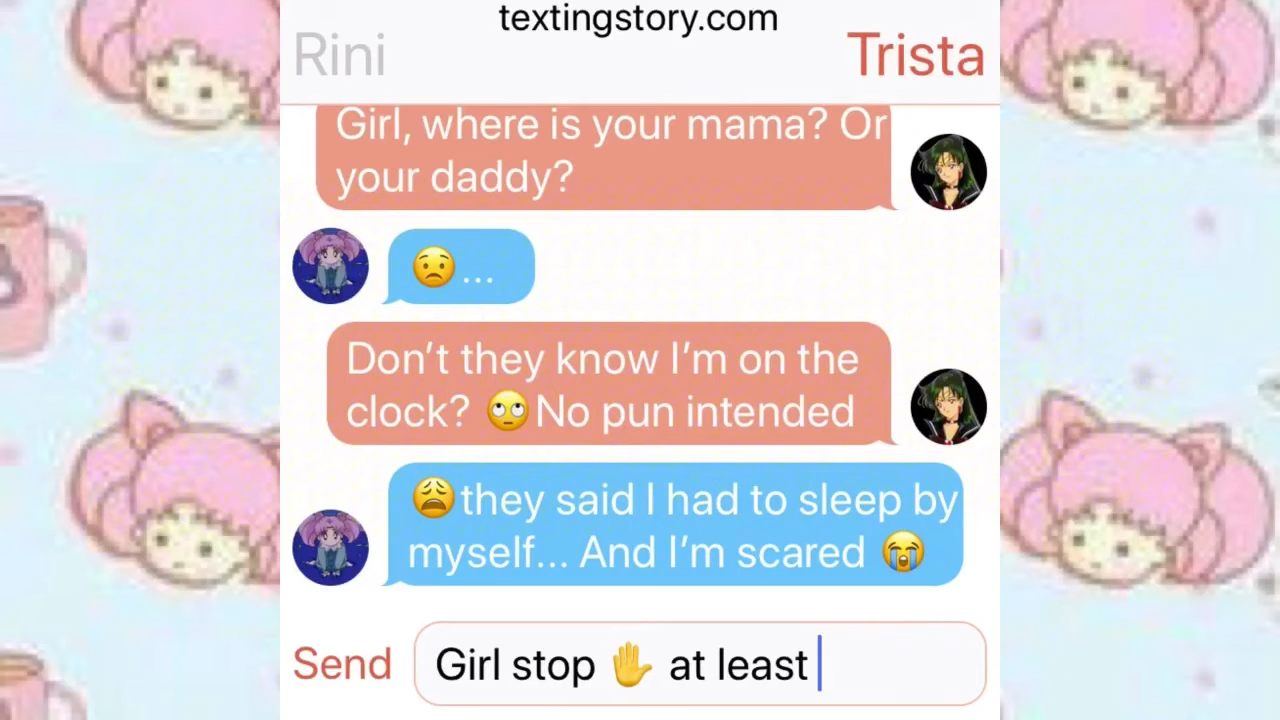 textingstory.com
Rini
Trista
Girl, where is your mama? Or
your daddy?
😟...
Don’t they know I’m on the
clock? 🙄No pun intended
😩they said I had to sleep by
myself... And I’m scared 😭
Send
Girl stop ✋ at least